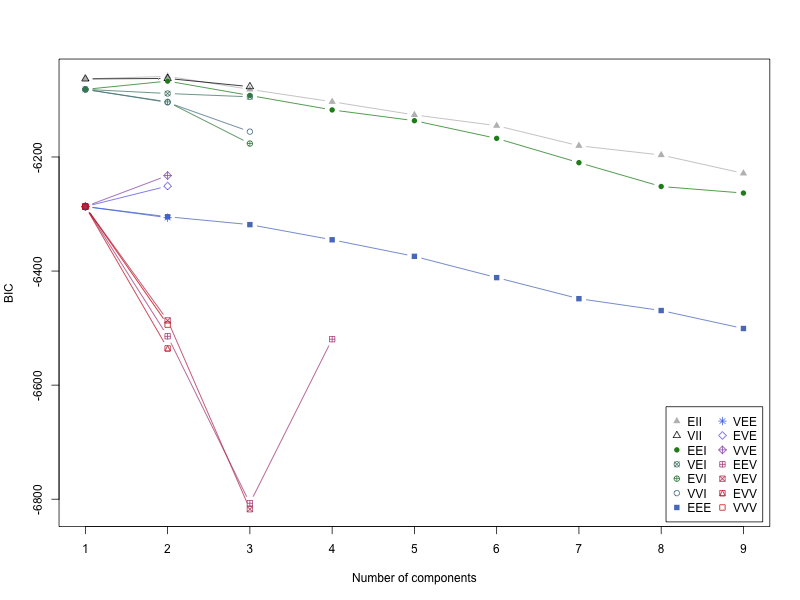 BIC
-6200
-6400
-6600
-6800
1 2 3 4 5 6 7 8 9
Number of components
EII VEE
VII EVE
EEI VVE
VEI EEV
EVI VEV
VVI EVV
EEE VVV